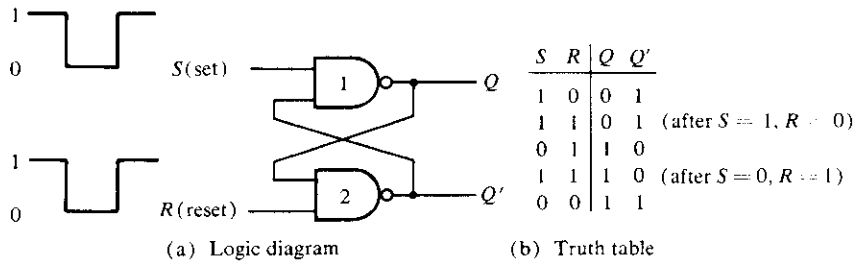 1
0
S(set)
1
Q
1
0
R(reset)
2
Q'
(a) Logic diagram
S R Q Q'
1 0 0 1
1 1 0 1 (after S = 1, R = 0)
0 1 1 0
1 1 1 0 (after S = 0, R = 1)
0 0 1 1
(b) Truth table